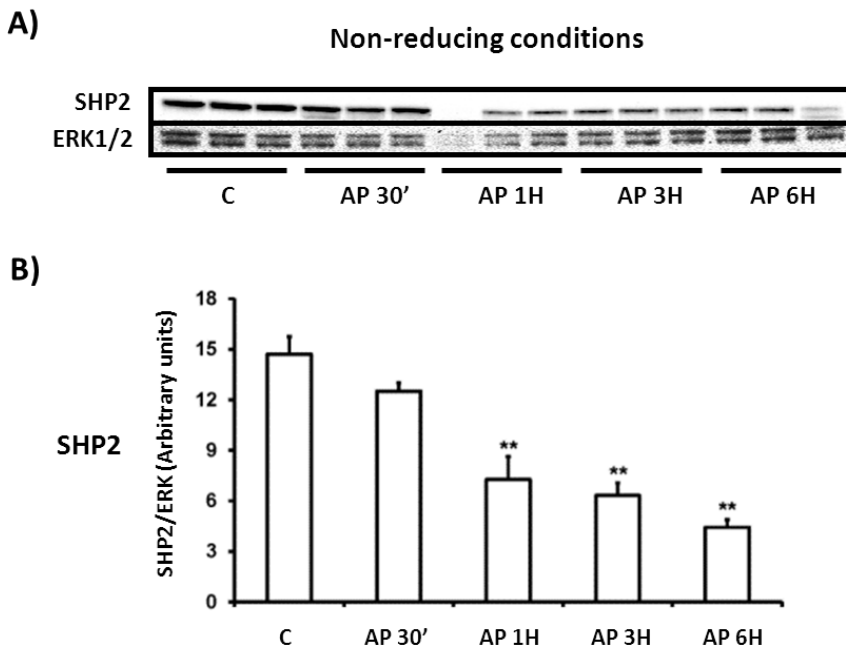 A)
Non-reducing conditions
SHP2
ERK1/2
C AP 30’ AP 1H AP 3H AP 6H
B)
SHP2
SHP2/ERK (Arbitrary units)
18
15
12
9
6
3
0
** ** **
C AP 30’ AP 1H AP 3H AP 6H